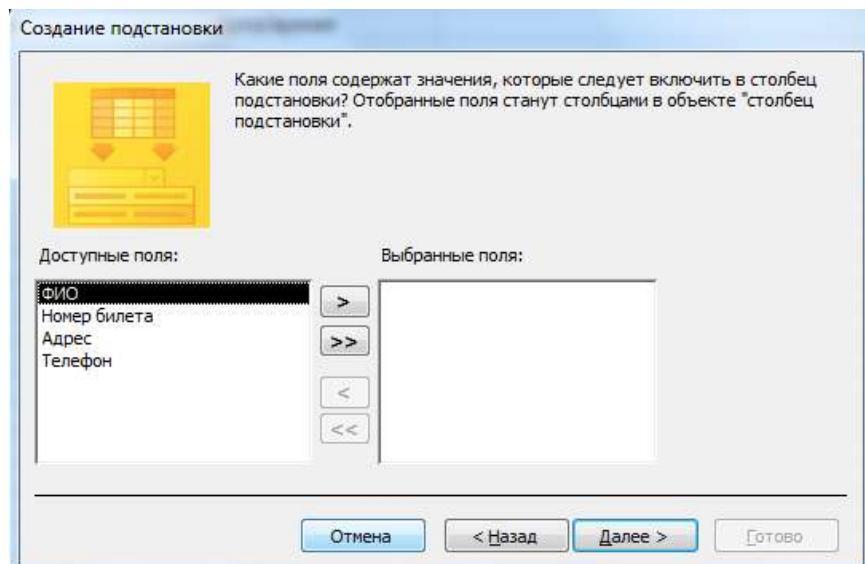 Создание подстановки
Какие поля содержат значения, которые следует включить в столбец
подстановки? Отобранные поля станут столбцами в объекте "столбец
подстановки".
Доступные поля:
Выбранные поля:
ФИО
Номер билета
Адрес
Телефон
>
>>
<
<<
Отмена
< Назад
Далее >
Готово